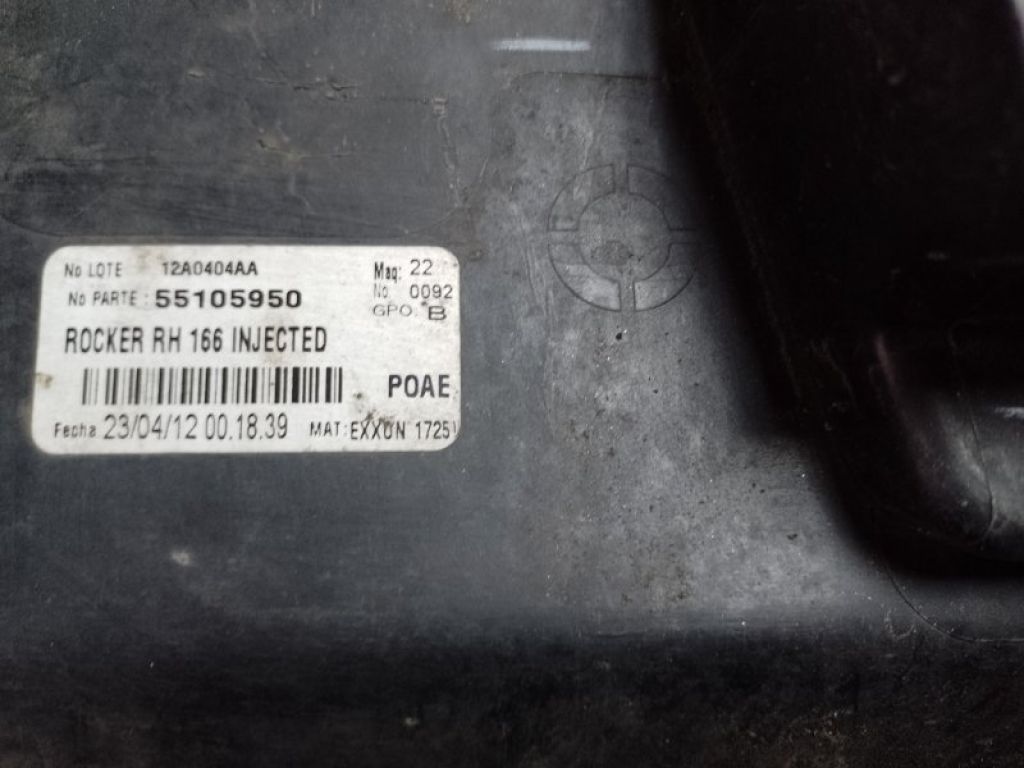 No LOTE 12A0404AA
Maq: 22
No PARTE : 55105950
No. 0092
GPO. B
ROCKER RH 166 INJECTED
POAE
Fecha 23/04/12 00.18.39 MAT: EXXON 1725